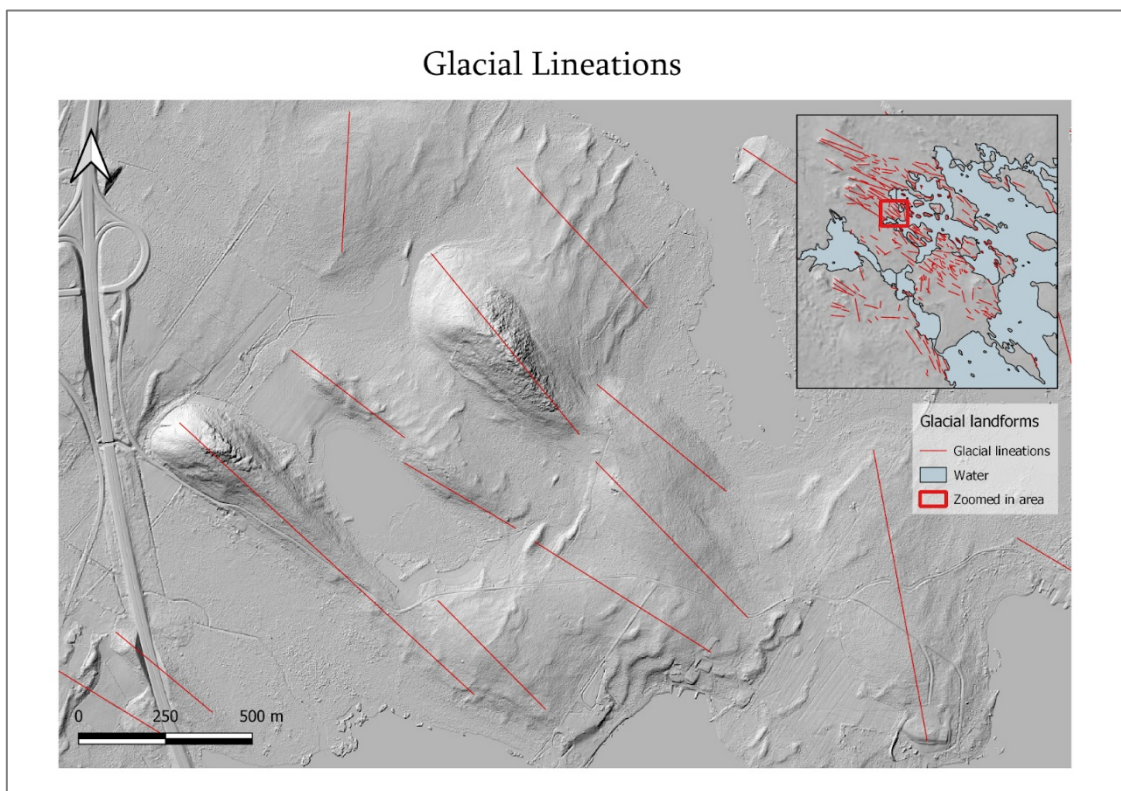 Glacial Lineations
Glacial landforms
Glacial lineations
Water
Zoomed in area
0 250 500 m